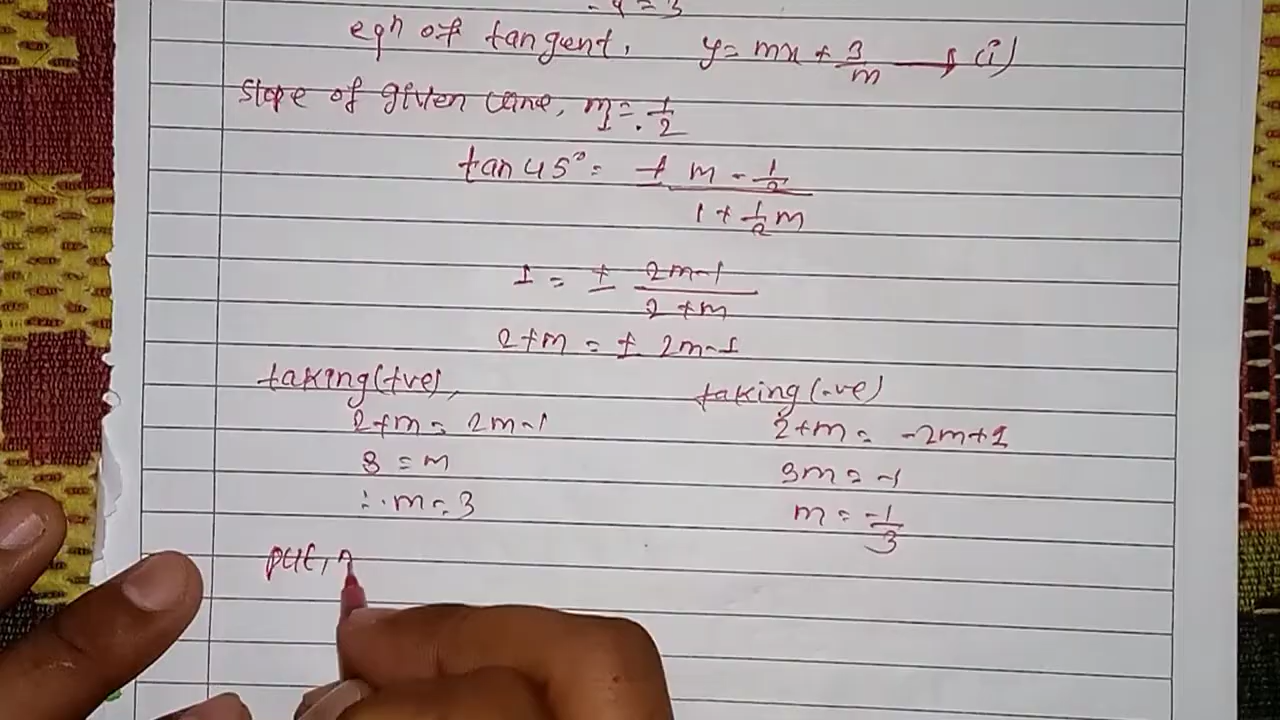 eqn of tangent, y = mx + 3/m → (i)
slope of given line, m1 = 1/2
tan 45° = ± m - 1/2 / 1 + 1/2 m
1 = ± 2m-1 / 2+m
2+m = ± 2m-1
taking (+ve), taking (-ve)
2+m = 2m-1 2+m = -2m+1
3 = m 3m = -1
∴ m = 3 m = -1/3
put,